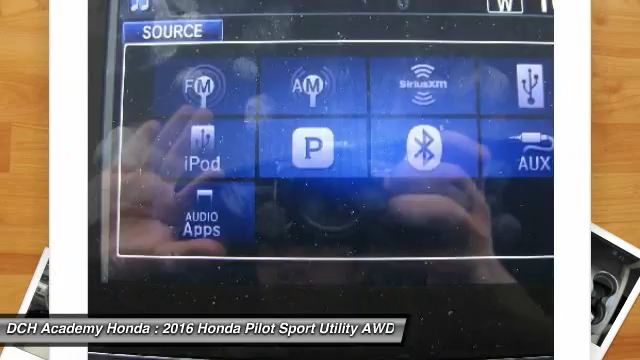 W
SOURCE
FM
AM
SiriusXM
iPod
P
AUX
AUDIO
Apps
DCH Academy Honda : 2016 Honda Pilot Sport Utility AWD